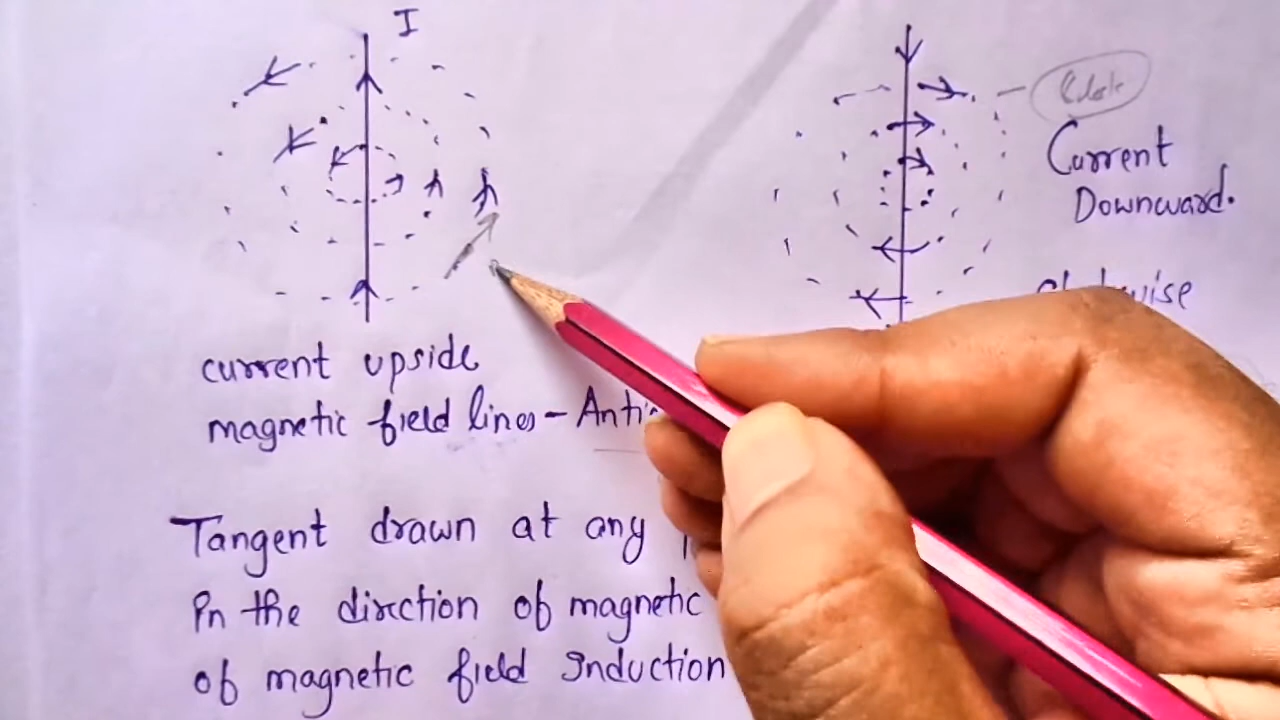 I
Current
Downward.
current upside
magnetic field lines - Anti
Tangent drawn at any
in the direction of magnetic
of magnetic field Induction